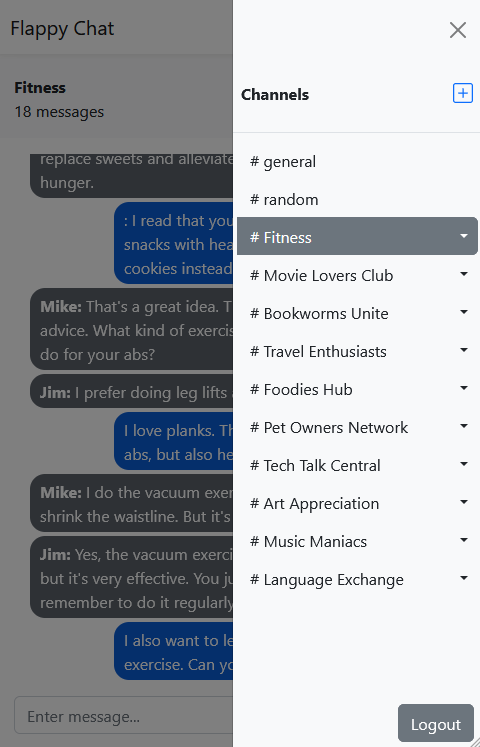 Flappy Chat
Fitness
18 messages
replace sweets and alleviate
hunger.
: I read that you
snacks with hea
cookies instead
Mike: That's a great idea. T
advice. What kind of exercis
do for your abs?
Jim: I prefer doing leg lifts
I love planks. Th
abs, but also he
Mike: I do the vacuum exer
shrink the waistline. But it's
Jim: Yes, the vacuum exerci
but it's very effective. You ju
remember to do it regularly
I also want to le
exercise. Can yo
Enter message...
Channels
# general
# random
# Fitness
# Movie Lovers Club
# Bookworms Unite
# Travel Enthusiasts
# Foodies Hub
# Pet Owners Network
# Tech Talk Central
# Art Appreciation
# Music Maniacs
# Language Exchange
Logout